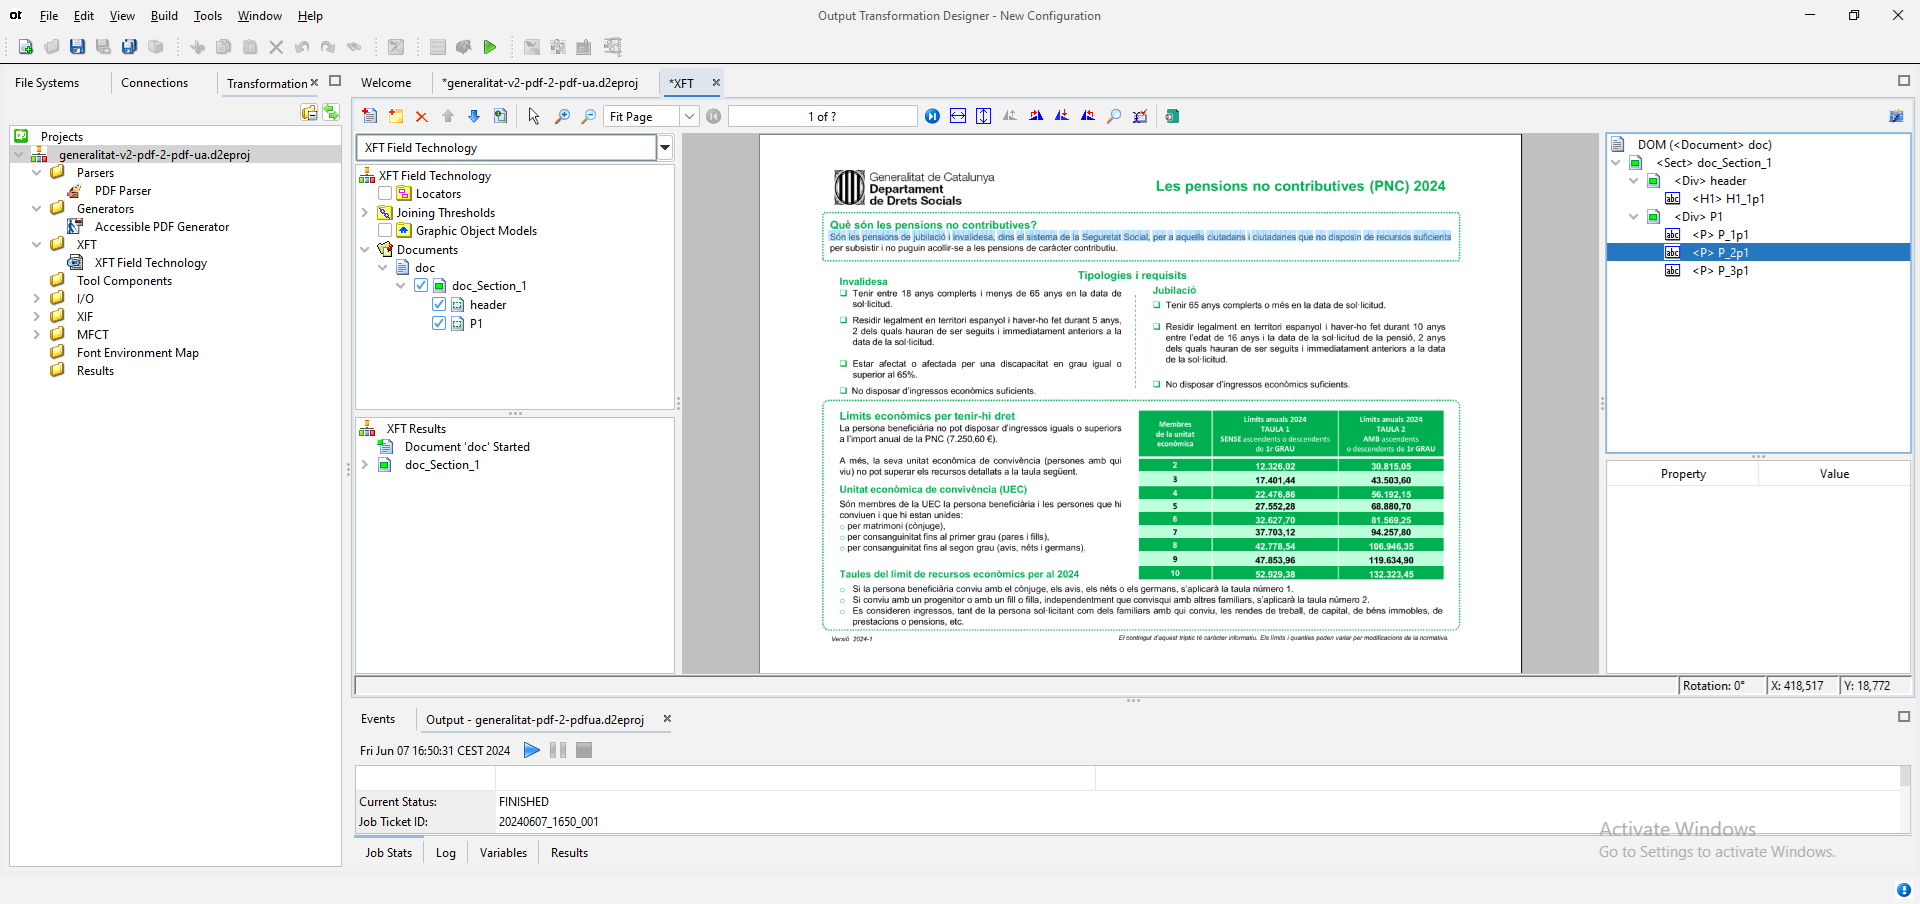 File Edit View Build Tools Window Help
Output Transformation Designer - New Configuration
File Systems Connections Transformation
Welcome *generalitat-v2-pdf-2-pdf-ua.d2eproj *XFT
Projects
generalitat-v2-pdf-2-pdf-ua.d2eproj
Parsers
PDF Parser
Generators
Accessible PDF Generator
XFT
XFT Field Technology
Tool Components
I/O
XIF
MFCT
Font Environment Map
Results
Fit Page
1 of ?
XFT Field Technology
XFT Field Technology
Locators
Joining Thresholds
Graphic Object Models
Documents
doc
doc_Section_1
header
P1
XFT Results
Document 'doc' Started
doc_Section_1
Generalitat de Catalunya
Departament
de Drets Socials
Les pensions no contributives (PNC) 2024
Què són les pensions no contributives?
Són les pensions de jubilació i invalidesa, dins el sistema de la Seguretat Social, per a aquells ciutadans i ciutadanes que no disposin de recursos suficients
per subsistir i no puguin acollir-se a les pensions de caràcter contributiu.
Tipologies i requisits
Invalidesa
Tenir entre 18 anys complerts i menys de 65 anys en la data de
sol·licitud.
Residir legalment en territori espanyol i haver-ho fet durant 5 anys,
2 dels quals hauran de ser seguits i immediatament anteriors a la
data de la sol·licitud.
Estar afectat o afectada per una discapacitat en grau igual o
superior al 65%.
No disposar d'ingressos econòmics suficients.
Jubilació
Tenir 65 anys complerts o més en la data de sol·licitud.
Residir legalment en territori espanyol i haver-ho fet durant 10 anys
entre l'edat de 16 anys i la data de la sol·licitud de la pensió, 2 anys
dels quals hauran de ser seguits i immediatament anteriors a la data
de la sol·licitud.
No disposar d'ingressos econòmics suficients.
Límits econòmics per tenir-hi dret
La persona beneficiària no pot disposar d'ingressos iguals o superiors
a l'import anual de la PNC (7.250,60 €).
A més, la seva unitat econòmica de convivència (persones amb qui
viu) no pot superar els recursos detallats a la taula següent.
Unitat econòmica de convivència (UEC)
Són membres de la UEC la persona beneficiària i les persones que hi
conviuen i que hi estan unides:
per matrimoni (cònjuge),
per consanguinitat fins al primer grau (pares i fills),
per consanguinitat fins al segon grau (avis, néts i germans).
Membres
de la unitat
econòmica
Límits anuals 2024
TAULA 1
SENSE ascendents o descendents
de 1r GRAU
Límits anuals 2024
TAULA 2
AMB ascendents
o descendents de 1r GRAU
2 12.326,02 30.815,05
3 17.401,44 43.503,60
4 22.476,86 56.192,15
5 27.552,28 68.880,70
6 32.627,70 81.569,25
7 37.703,12 94.257,80
8 42.778,54 106.946,35
9 47.853,96 119.634,90
10 52.929,38 132.323,45
Taules del límit de recursos econòmics per al 2024
Si la persona beneficiària conviu amb el cònjuge, els avis, els néts o els germans, s'aplicarà la taula número 1.
Si conviu amb un progenitor o amb un fill o filla, independentment que convisqui amb altres familiars, s'aplicarà la taula número 2.
Es consideren ingressos, tant de la persona sol·licitant com dels familiars amb qui conviu, les rendes de treball, de capital, de béns immobles, de
prestacions o pensions, etc.
Versió 2024-1
El contingut d'aquest tríptic té caràcter informatiu. Els límits i quanties poden variar per modificacions de la normativa.
DOM (<Document> doc)
<Sect> doc_Section_1
<Div> header
<H1> H1_1p1
<Div> P1
<P> P_1p1
<P> P_2p1
<P> P_3p1
Property Value
Rotation: 0° X: 418,517 Y: 18,772
Events Output - generalitat-pdf-2-pdfua.d2eproj
Fri Jun 07 16:50:31 CEST 2024
Current Status: FINISHED
Job Ticket ID: 20240607_1650_001
Job Stats Log Variables Results
Activate Windows
Go to Settings to activate Windows.